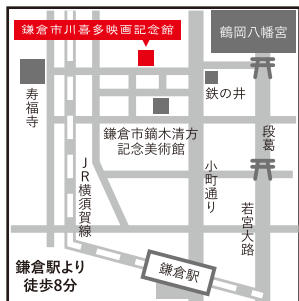 鎌倉市川喜多映画記念館
鶴岡八幡宮
寿福寺
鉄の井
鎌倉市鏑木清方
記念美術館
段葛
JR横須賀線
小町通り
若宮大路
鎌倉駅より
徒歩8分
鎌倉駅